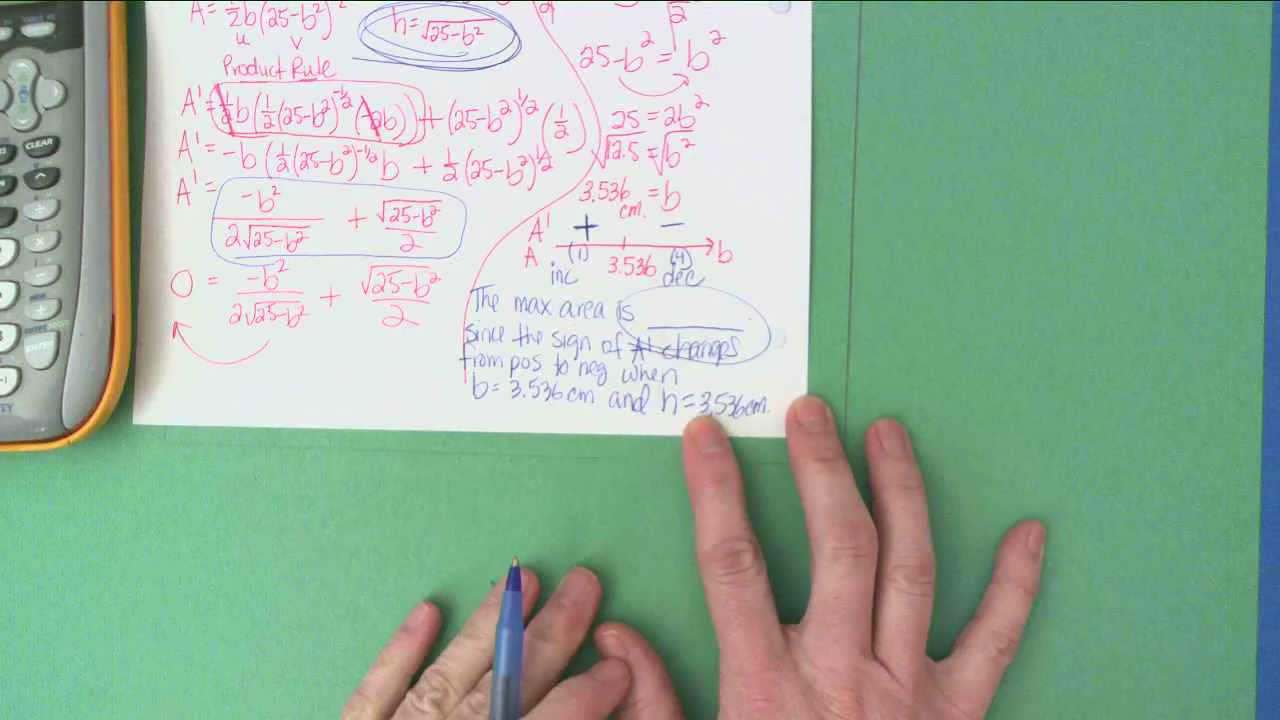 A = ½b(25-b²)^½
u v
h = √25-b²
Product Rule
A' = ½b(½(25-b²)^-½(-2b)) + (25-b²)^½(½)
A' = -b(½(25-b²)^-½ b + ½(25-b²)^½
A' = -b²/2√25-b² + √25-b²/2
0 = -b²/2√25-b² + √25-b²/2
25-b² = b²
25 = 2b²
√12.5 = √b²
3.536 cm. = b
A' + -
A (1) 3.536 (4) b
inc dec
The max area is ____
since the sign of A' changes
from pos to neg when
b = 3.536 cm and h = 3.536 cm.
CLEAR
ENTER